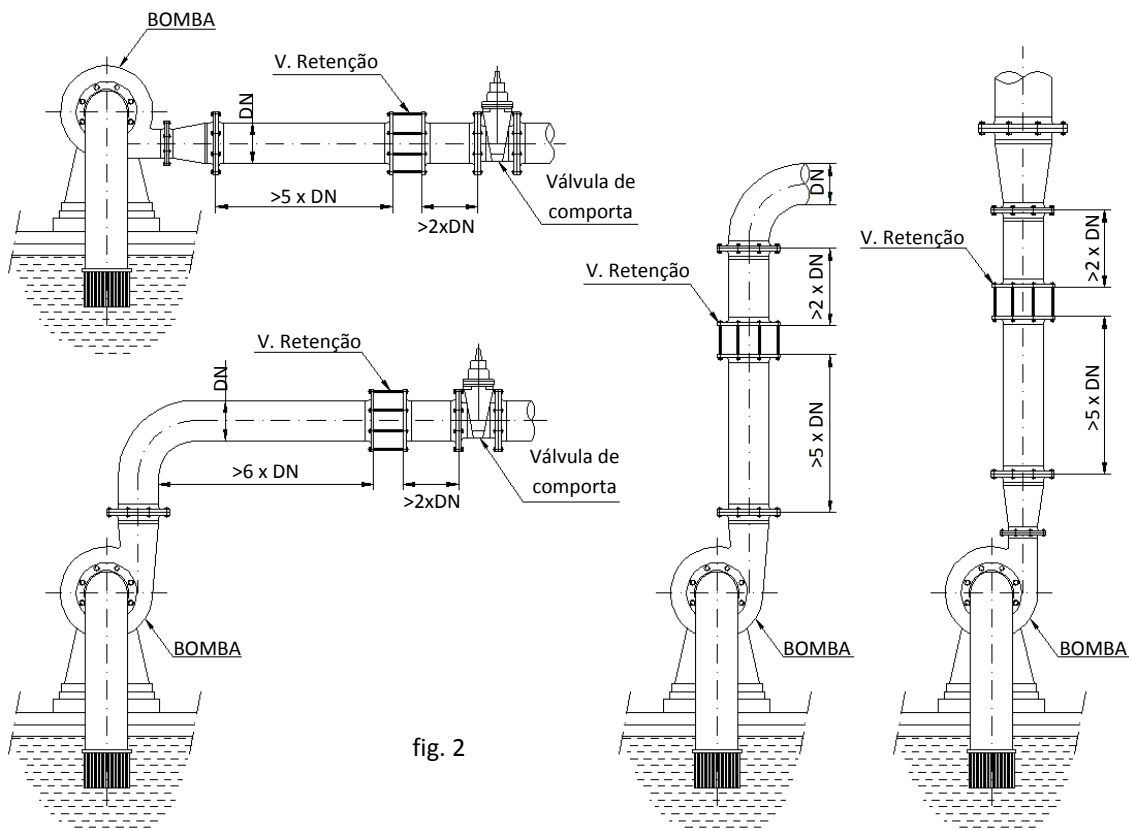 BOMBA
V. Retenção
DN
>5 x DN
>2xDN
Válvula de
comporta
V. Retenção
DN
>6 x DN
>2xDN
Válvula de
comporta
BOMBA
DN
V. Retenção
>2 x DN
>5 x DN
BOMBA
V. Retenção
>2 x DN
>5 x DN
BOMBA
fig. 2